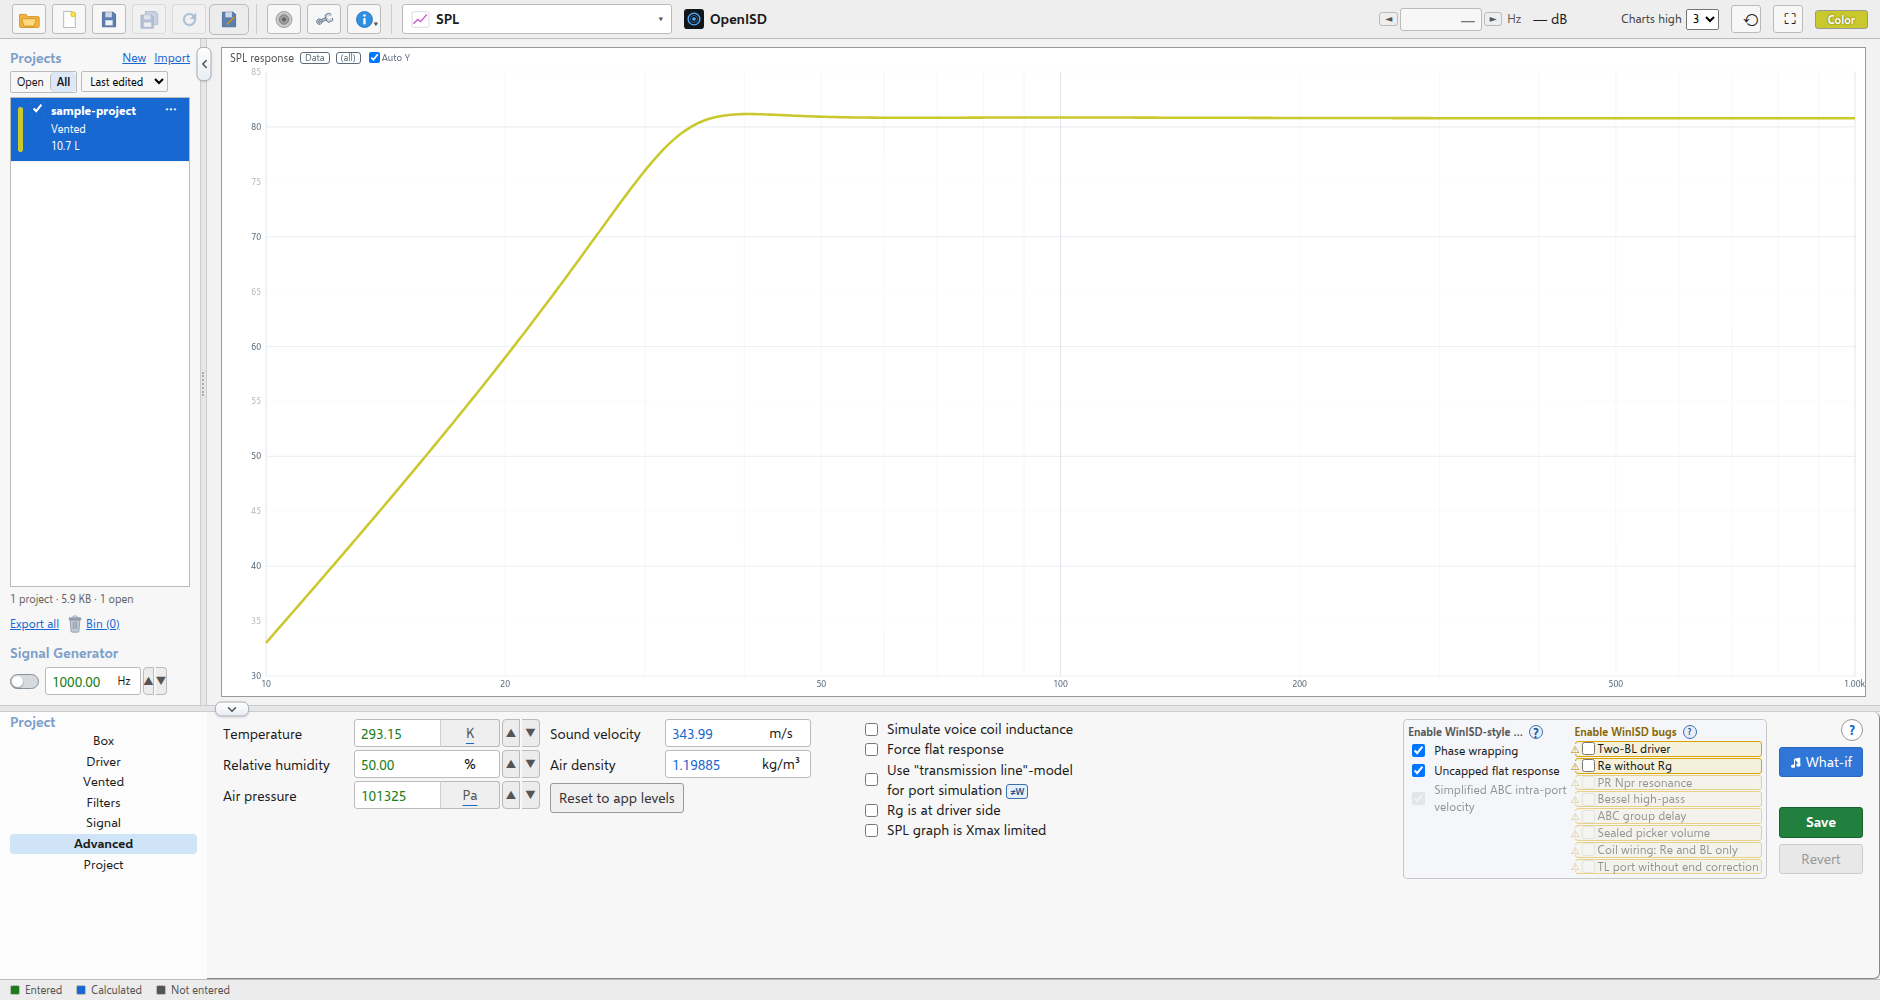 SPL
OpenISD
— Hz — dB
Charts high 3
Color
Projects New Import
Open All Last edited
sample-project
Vented
10.7 L
1 project · 5.9 KB · 1 open
Export all Bin (0)
Signal Generator
1000.00 Hz
SPL response Data (all) Auto Y
85
80
75
70
65
60
55
50
45
40
35
30
10 20 50 100 200 500 1.00k
Project
Box
Driver
Vented
Filters
Signal
Advanced
Project
Temperature 293.15 K
Relative humidity 50.00 %
Air pressure 101325 Pa
Sound velocity 343.99 m/s
Air density 1.19885 kg/m³
Reset to app levels
Simulate voice coil inductance
Force flat response
Use "transmission line"-model
for port simulation ≠W
Rg is at driver side
SPL graph is Xmax limited
Enable WinISD-style ... ?
Phase wrapping
Uncapped flat response
Simplified ABC intra-port
velocity
Enable WinISD bugs ?
Two-BL driver
Re without Rg
PR Npr resonance
Bessel high-pass
ABC group delay
Sealed picker volume
Coil wiring: Re and BL only
TL port without end correction
?
What-if
Save
Revert
Entered Calculated Not entered